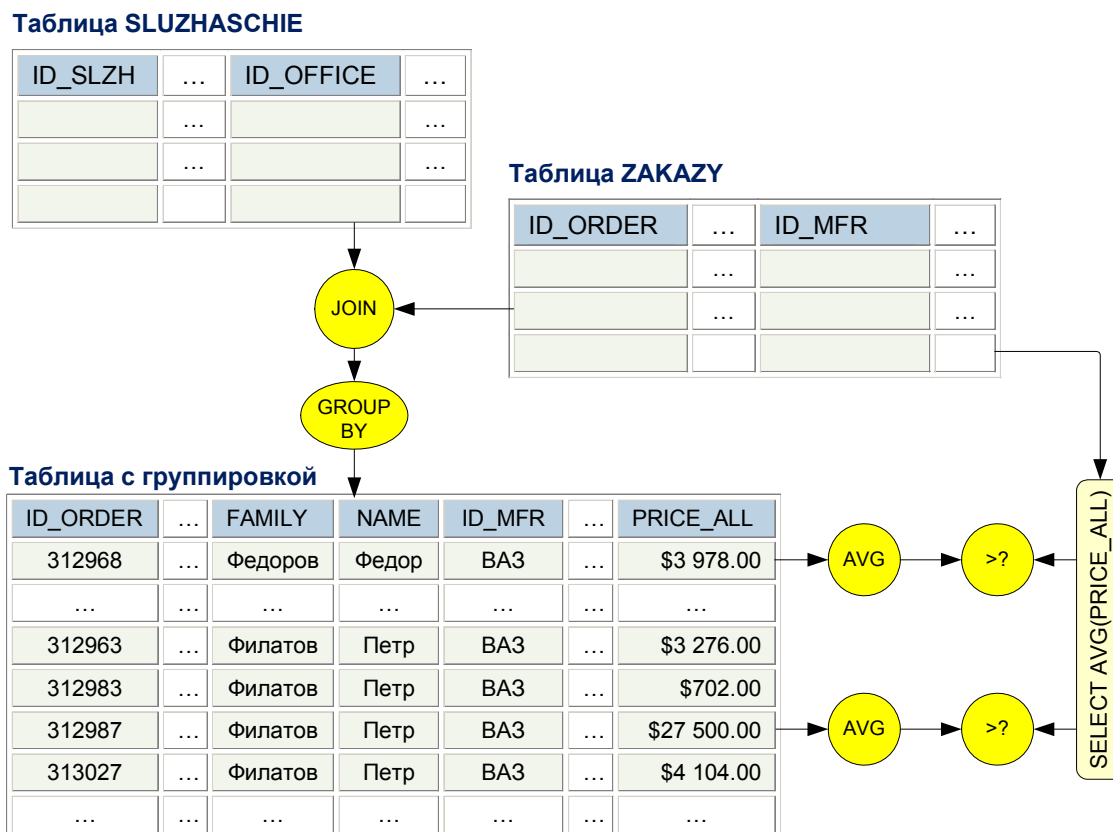 Таблица SLUZHASCHIE
ID_SLZH … ID_OFFICE …
… …
… …
Таблица ZAKAZY
ID_ORDER … ID_MFR …
… …
… …
JOIN
GROUP
BY
Таблица с группировкой
ID_ORDER … FAMILY NAME ID_MFR … PRICE_ALL
312968 … Федоров Федор ВАЗ … $3 978.00
… … … … … … …
312963 … Филатов Петр ВАЗ … $3 276.00
312983 … Филатов Петр ВАЗ … $702.00
312987 … Филатов Петр ВАЗ … $27 500.00
313027 … Филатов Петр ВАЗ … $4 104.00
… … … … … … …
AVG >?
AVG >?
SELECT AVG(PRICE_ALL)